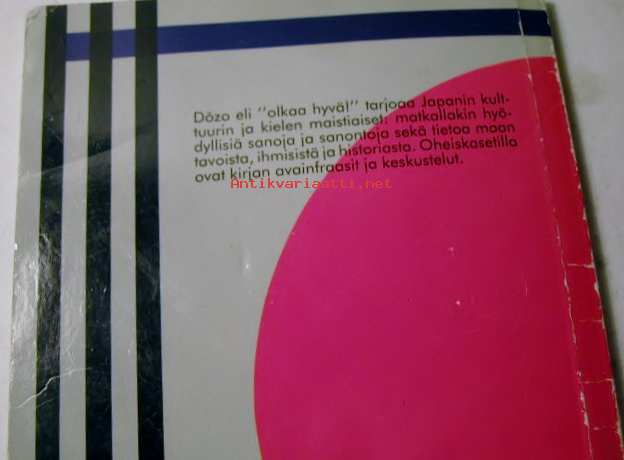 Dōzo eli "olkaa hyvä!" tarjoaa Japanin kult-
tuurin ja kielen maistiaiset: matkallakin hyö-
dyllisiä sanoja ja sanontoja sekä tietoa maan
tavoista, ihmisistä ja historiasta. Oheiskasetilla
ovat kirjan avainfraasit ja keskustelut.
Antikvariaatti.net